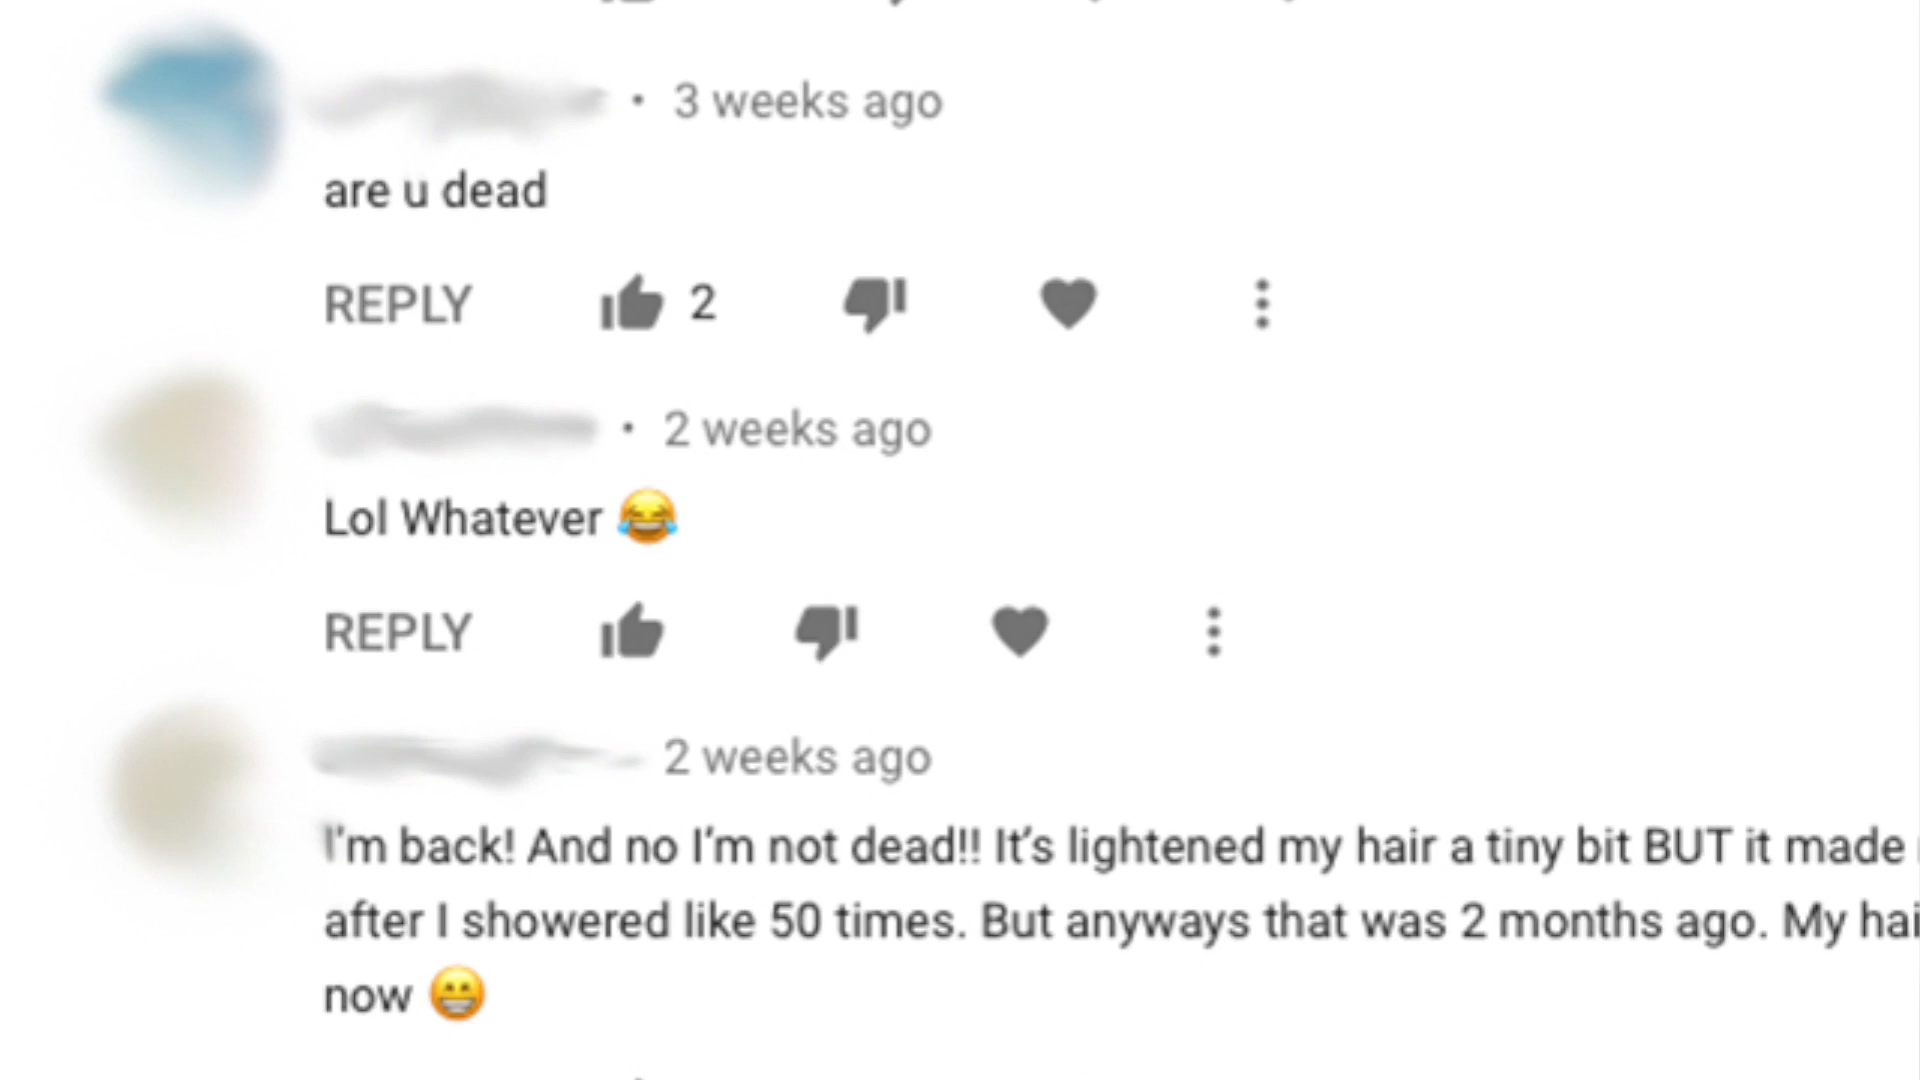 · 3 weeks ago
are u dead
REPLY 2
· 2 weeks ago
Lol Whatever 😂
REPLY
2 weeks ago
I'm back! And no I'm not dead!! It's lightened my hair a tiny bit BUT it made
after I showered like 50 times. But anyways that was 2 months ago. My hai
now 😁